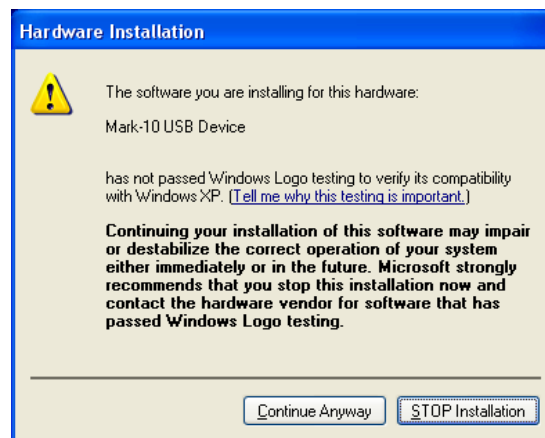 Hardware Installation
The software you are installing for this hardware:
Mark-10 USB Device
has not passed Windows Logo testing to verify its compatibility
with Windows XP. (Tell me why this testing is important.)
Continuing your installation of this software may impair
or destabilize the correct operation of your system
either immediately or in the future. Microsoft strongly
recommends that you stop this installation now and
contact the hardware vendor for software that has
passed Windows Logo testing.
Continue Anyway
STOP Installation